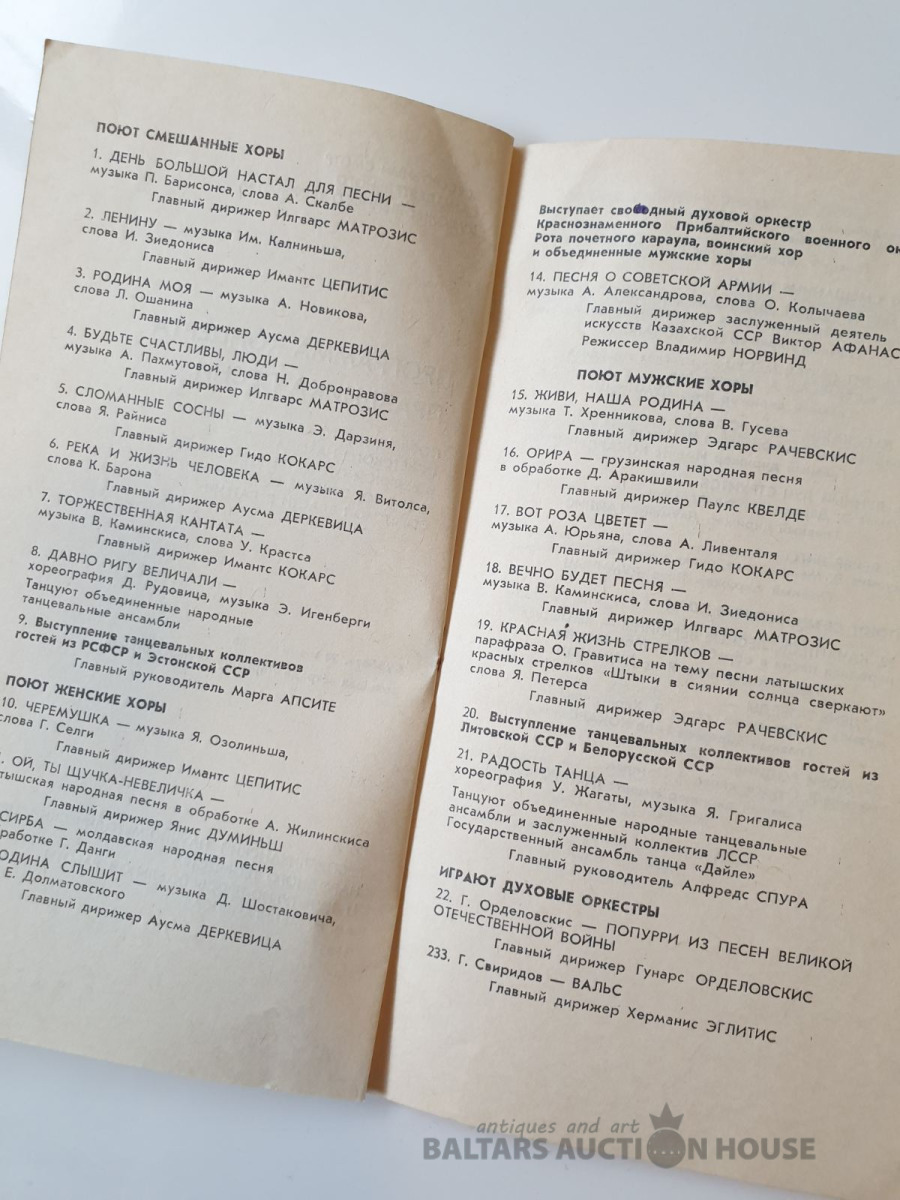 ПОЮТ СМЕШАННЫЕ ХОРЫ
1. ДЕНЬ БОЛЬШОЙ НАСТАЛ ДЛЯ ПЕСНИ —
музыка П. Барисонса, слова А. Скалбе
Главный дирижер Илгварс МАТРОЗИС
2. ЛЕНИНУ — музыка Им. Калниньша,
слова И. Зиедониса
Главный дирижер Имантс ЦЕПИТИС
3. РОДИНА МОЯ — музыка А. Новикова,
слова Л. Ошанина
Главный дирижер Аусма ДЕРКЕВИЦА
4. БУДЬТЕ СЧАСТЛИВЫ, ЛЮДИ —
музыка А. Пахмутовой, слова Н. Добронравова
Главный дирижер Илгварс МАТРОЗИС
5. СЛОМАННЫЕ СОСНЫ — музыка Э. Дарзиня,
слова Я. Райниса
Главный дирижер Гидо КОКАРС
6. РЕКА И ЖИЗНЬ ЧЕЛОВЕКА — музыка Я. Витолса,
слова К. Барона
Главный дирижер Аусма ДЕРКЕВИЦА
7. ТОРЖЕСТВЕННАЯ КАНТАТА —
музыка В. Каминскиса, слова У. Крастса
Главный дирижер Имантс КОКАРС
8. ДАВНО РИГУ ВЕЛИЧАЛИ —
хореография Д. Рудовица, музыка Э. Игенберги
Танцуют объединенные народные
танцевальные ансамбли
9. Выступление танцевальных коллективов
гостей из РСФСР и Эстонской ССР
Главный руководитель Марга АПСИТЕ
ПОЮТ ЖЕНСКИЕ ХОРЫ
10. ЧЕРЕМУШКА — музыка Я. Озолиньша,
слова Г. Селги
Главный дирижер Имантс ЦЕПИТИС
. ОЙ, ТЫ ЩУЧКА-НЕВЕЛИЧКА —
тышская народная песня в обработке А. Жилинскиса
Главный дирижер Янис ДУМИНЬШ
СИРБА — молдавская народная песня
работке Г. Данги
ОДИНА СЛЫШИТ — музыка Д. Шостаковича,
Е. Долматовского
Главный дирижер Аусма ДЕРКЕВИЦА
Выступает свободный духовой оркестр
Краснознаменного Прибалтийского военного ок
Рота почетного караула, воинский хор
и объединенные мужские хоры
14. ПЕСНЯ О СОВЕТСКОЙ АРМИИ —
музыка А. Александрова, слова О. Колычаева
Главный дирижер заслуженный деятель
искусств Казахской ССР Виктор АФАНАС
Режиссер Владимир НОРВИНД
ПОЮТ МУЖСКИЕ ХОРЫ
15. ЖИВИ, НАША РОДИНА —
музыка Т. Хренникова, слова В. Гусева
Главный дирижер Эдгарс РАЧЕВСКИС
16. ОРИРА — грузинская народная песня
в обработке Д. Аракишвили
Главный дирижер Паулс КВЕЛДЕ
17. ВОТ РОЗА ЦВЕТЕТ —
музыка А. Юрьяна, слова А. Ливенталя
Главный дирижер Гидо КОКАРС
18. ВЕЧНО БУДЕТ ПЕСНЯ —
музыка В. Каминскиса, слова И. Зиедониса
Главный дирижер Илгварс МАТРОЗИС
19. КРАСНАЯ ЖИЗНЬ СТРЕЛКОВ —
парафраза О. Гравитиса на тему песни латышских
красных стрелков «Штыки в сиянии солнца сверкают»
слова Я. Петерса
Главный дирижер Эдгарс РАЧЕВСКИС
20. Выступление танцевальных коллективов гостей из
Литовской ССР и Белорусской ССР
21. РАДОСТЬ ТАНЦА —
хореография У. Жагаты, музыка Я. Григалиса
Танцуют объединенные народные танцевальные
ансамбли и заслуженный коллектив ЛССР
Государственный ансамбль танца «Дайле»
Главный руководитель Алфредс СПУРА
ИГРАЮТ ДУХОВЫЕ ОРКЕСТРЫ
22. Г. Орделовскис — ПОПУРРИ ИЗ ПЕСЕН ВЕЛИКОЙ
ОТЕЧЕСТВЕННОЙ ВОЙНЫ
Главный дирижер Гунарс ОРДЕЛОВСКИС
233. Г. Свиридов — ВАЛЬС
Главный дирижер Херманис ЭГЛИТИС
antiques and art
BALTARS AUCTION HOUSE